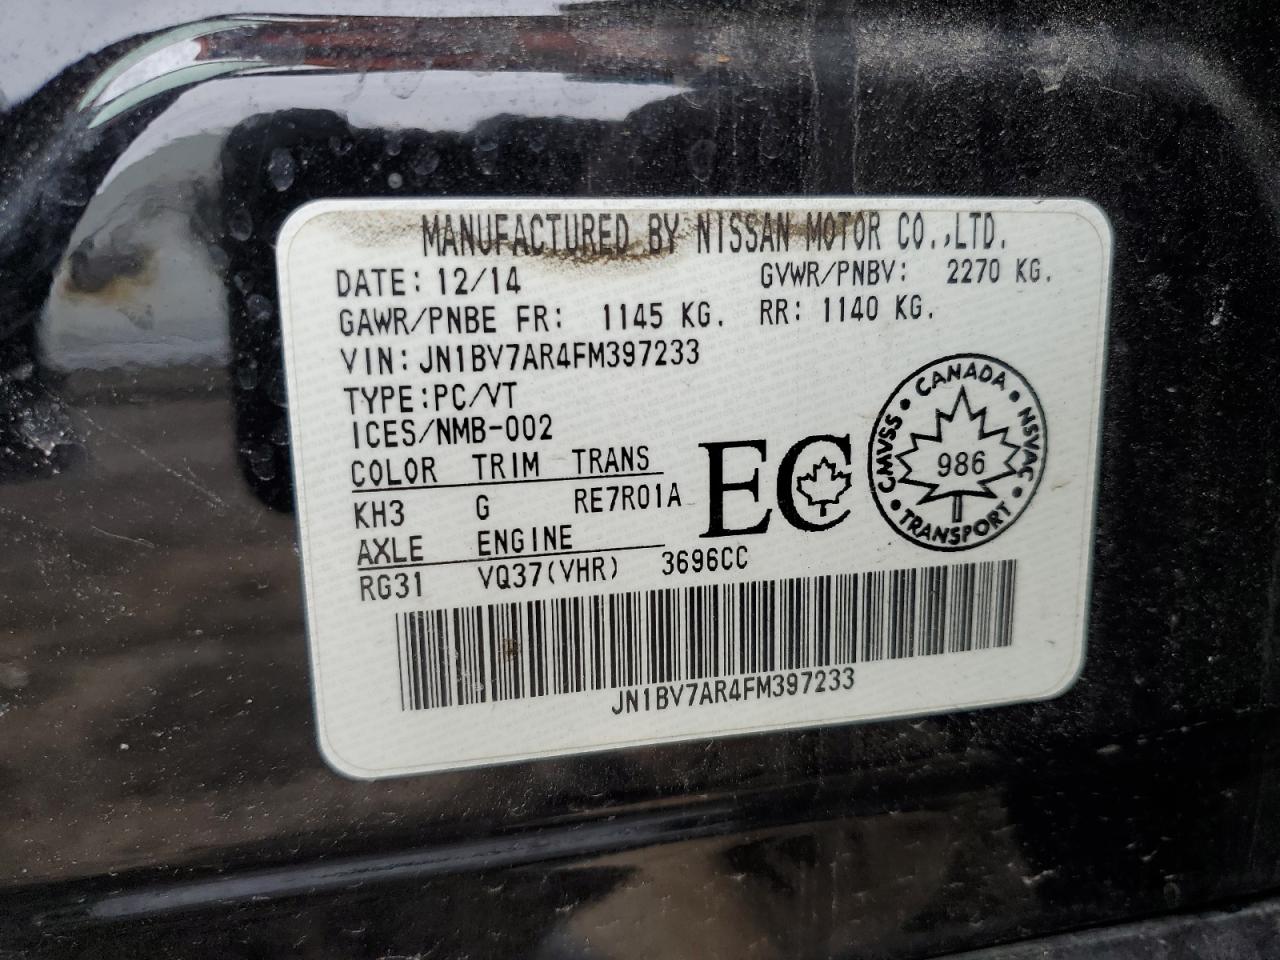 MANUFACTURED BY NISSAN MOTOR CO.,LTD.
DATE: 12/14 GVWR/PNBV: 2270 KG.
GAWR/PNBE FR: 1145 KG. RR: 1140 KG.
VIN: JN1BV7AR4FM397233
TYPE: PC/VT
ICES/NMB-002
COLOR TRIM TRANS
KH3 G RE7R01A
AXLE ENGINE
RG31 VQ37(VHR) 3696CC
EC
CANADA
CMVSS • NSVAC
986
TRANSPORT
JN1BV7AR4FM397233